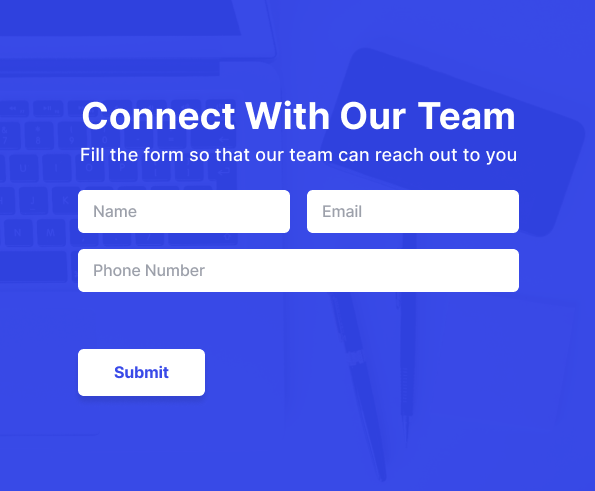 Connect With Our Team
Fill the form so that our team can reach out to you
Name Email
Phone Number
Submit